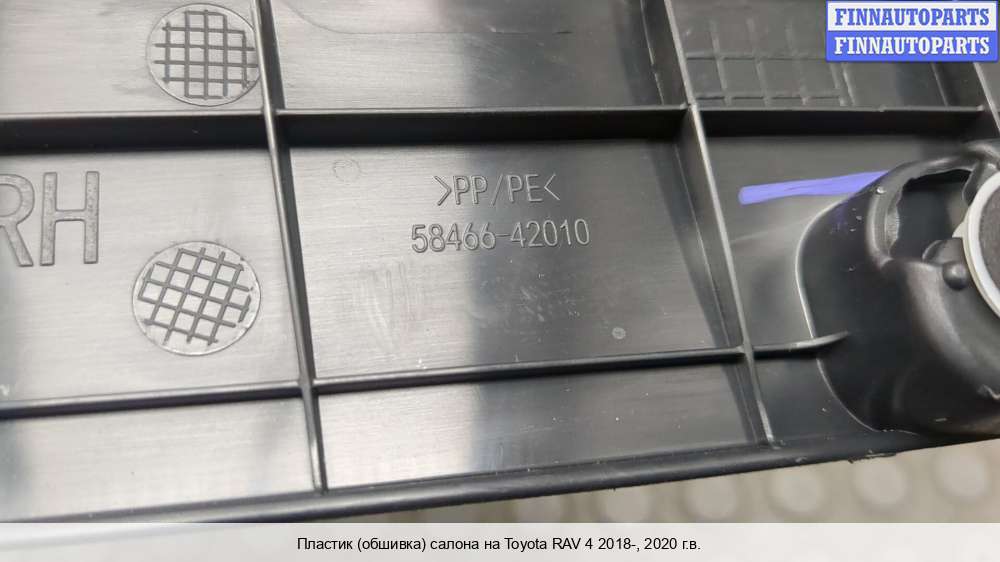 FINNAUTOPARTS
FINNAUTOPARTS
>PP/PE<
RH
58466-42010
Пластик (обшивка) салона на Toyota RAV 4 2018-, 2020 г.в.